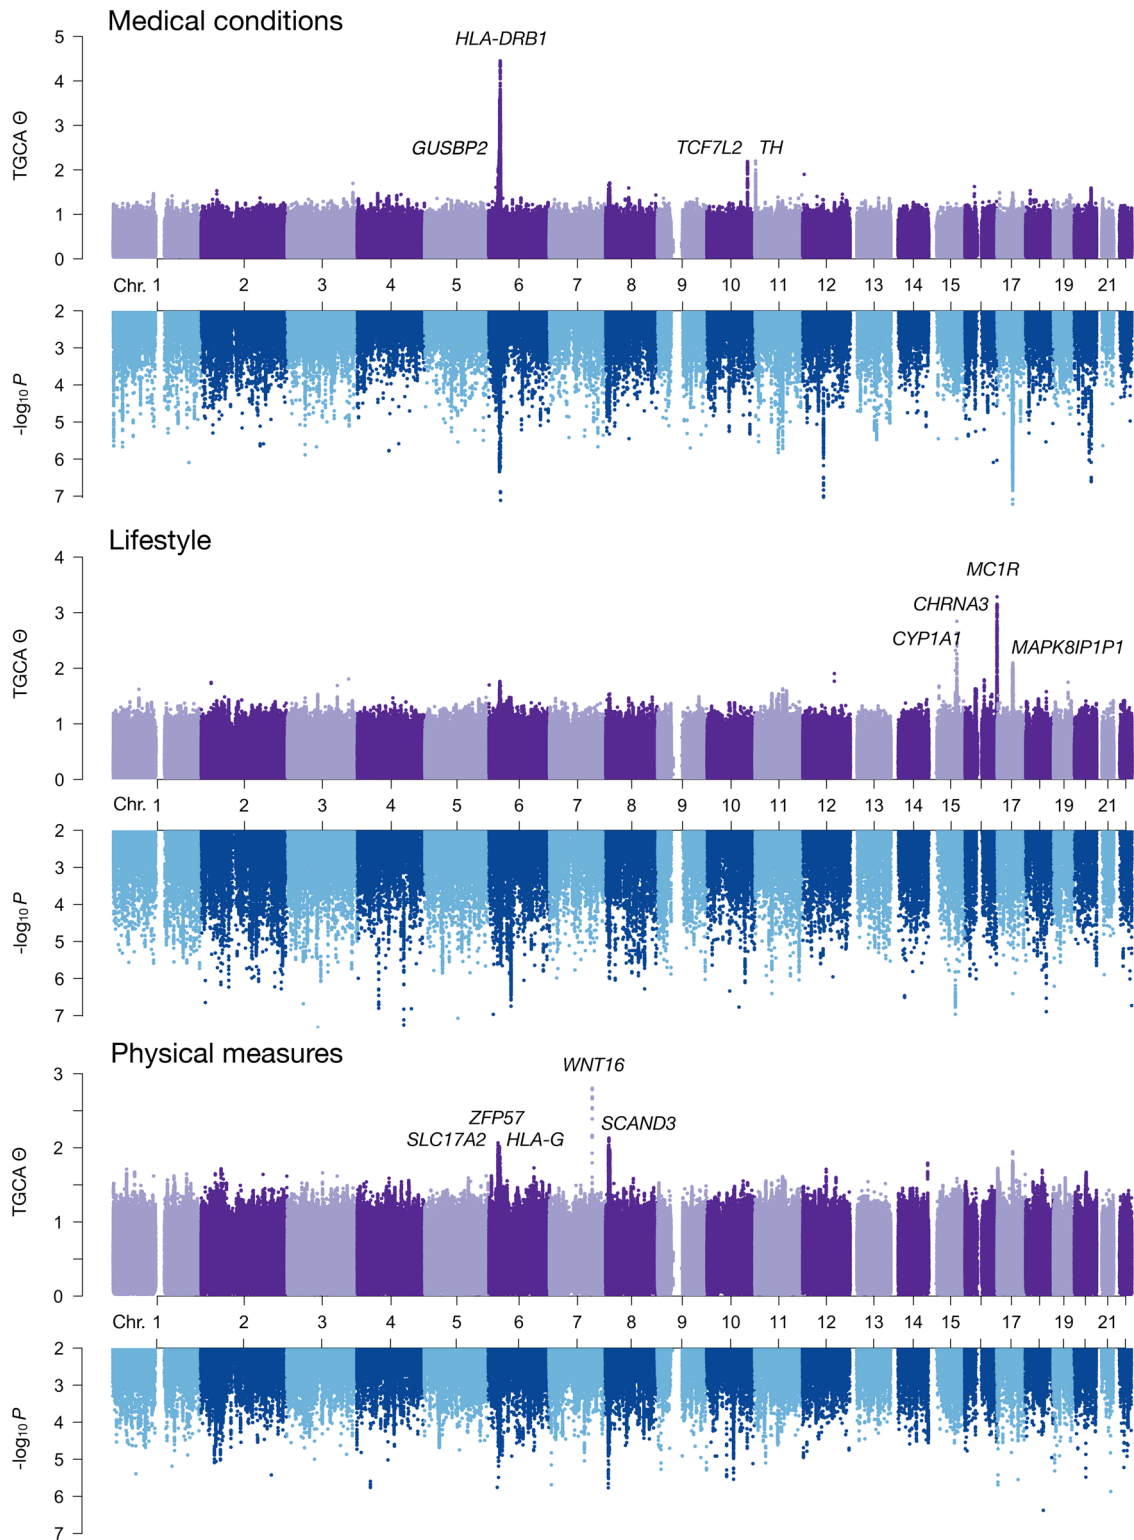 Medical conditions
HLA-DRB1
GUSBP2
TCF7L2 TH
TGCA Θ
5
4
3
2
1
0
Chr. 1 2 3 4 5 6 7 8 9 10 11 12 13 14 15 17 19 21
-log10 P
2
3
4
5
6
7
Lifestyle
MC1R
CHRNA3
CYP1A1 MAPK8IP1P1
TGCA Θ
4
3
2
1
0
Chr. 1 2 3 4 5 6 7 8 9 10 11 12 13 14 15 17 19 21
-log10 P
2
3
4
5
6
7
Physical measures
WNT16
ZFP57 SCAND3
SLC17A2 HLA-G
TGCA Θ
3
2
1
0
Chr. 1 2 3 4 5 6 7 8 9 10 11 12 13 14 15 17 19 21
-log10 P
2
3
4
5
6
7